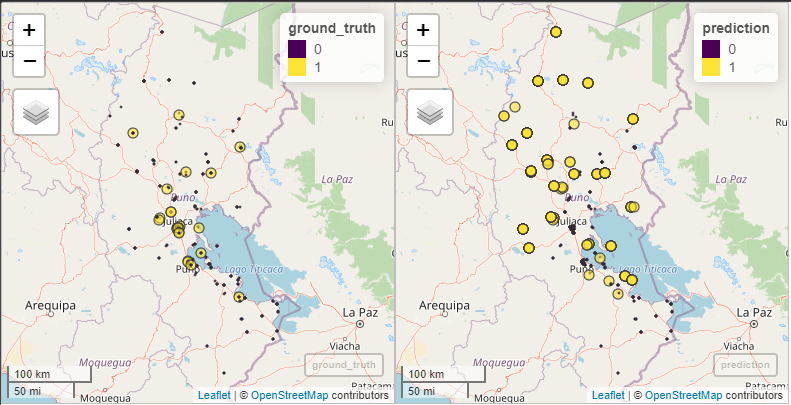 +
−
us
ground_truth
0
1
Ru
La Paz
Puno
Juliaca
Puno
Lago Titicaca
Arequipa
La Paz
Viacha
Moquegua
ground_truth
100 km
50 mi
Moquegua
Patacam
Leaflet | © OpenStreetMap contributors
+
−
us
prediction
0
1
Ru
La Paz
Puno
Juliaca
Puno
Lago Titicaca
Arequipa
La Paz
Viacha
Moquegua
prediction
100 km
50 mi
Moquegua
Patacam
Leaflet | © OpenStreetMap contributors